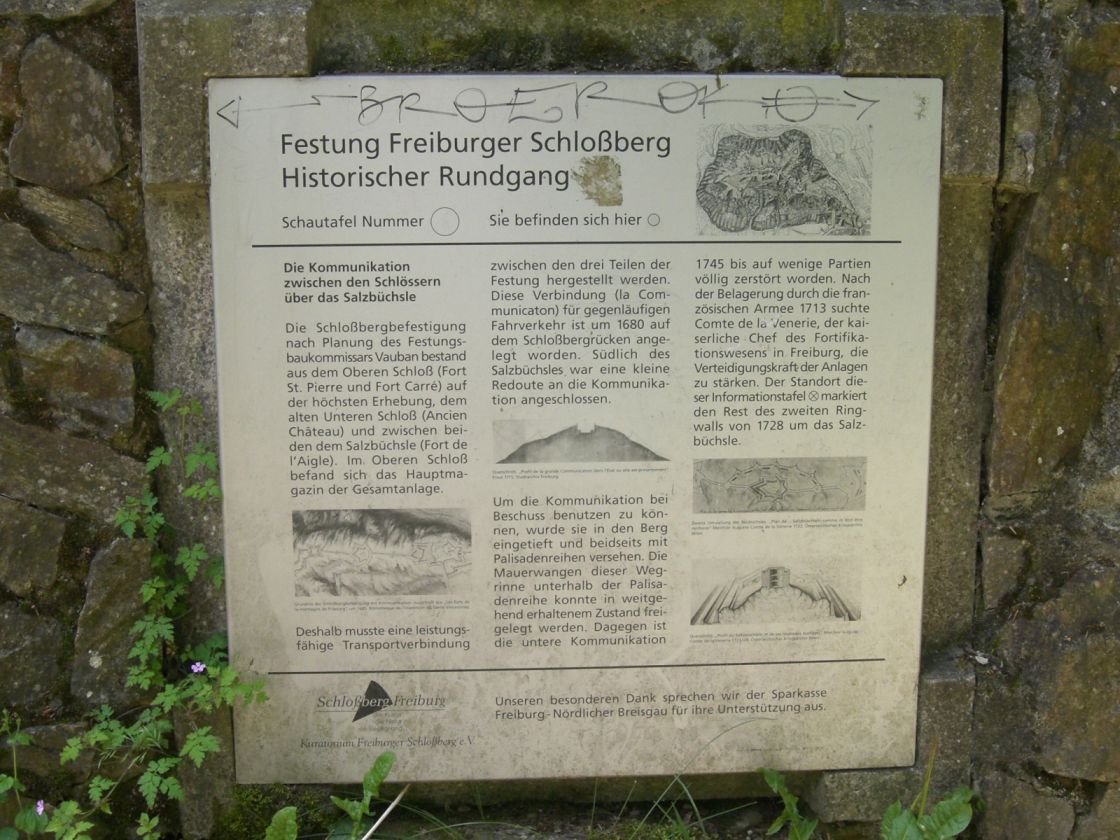 Festung Freiburger Schloßberg
Historischer Rundgang
Schautafel Nummer
Sie befinden sich hier
Die Kommunikation
zwischen den Schlössern
über das Salzbüchsle
Die Schloßbergbefestigung
nach Planung des Festungs-
baukommissars Vauban bestand
aus dem Oberen Schloß (Fort
St. Pierre und Fort Carré) auf
der höchsten Erhebung, dem
alten Unteren Schloß (Ancien
Château) und zwischen bei-
den dem Salzbüchsle (Fort de
l'Aigle). Im Oberen Schloß
befand sich das Hauptma-
gazin der Gesamtanlage.
Deshalb musste eine leistungs-
fähige Transportverbindung
zwischen den drei Teilen der
Festung hergestellt werden.
Diese Verbindung (la Com-
municaton) für gegenläufigen
Fahrverkehr ist um 1680 auf
dem Schloßbergrücken ange-
legt worden. Südlich des
Salzbüchsles war eine kleine
Redoute an die Kommunika-
tion angeschlossen.
Um die Kommunikation bei
Beschuss benutzen zu kön-
nen, wurde sie in den Berg
eingetieft und beidseits mit
Palisadenreihen versehen. Die
Mauerwangen dieser Weg-
rinne unterhalb der Palisa-
denreihe konnte in weitge-
hend erhaltenem Zustand frei-
gelegt werden. Dagegen ist
die untere Kommunikation
1745 bis auf wenige Partien
völlig zerstört worden. Nach
der Belagerung durch die fran-
zösischen Armee 1713 suchte
Comte de la Venerie, der kai-
serliche Chef des Fortifika-
tionswesens in Freiburg, die
Verteidigungskraft der Anlagen
zu stärken. Der Standort die-
ser Informationstafel ⊗ markiert
den Rest des zweiten Ring-
walls von 1728 um das Salz-
büchsle.
Schloßberg Freiburg
Kuratorium Freiburger Schloßberg e.V.
Unseren besonderen Dank sprechen wir der Sparkasse
Freiburg - Nördlicher Breisgau für ihre Unterstützung aus.